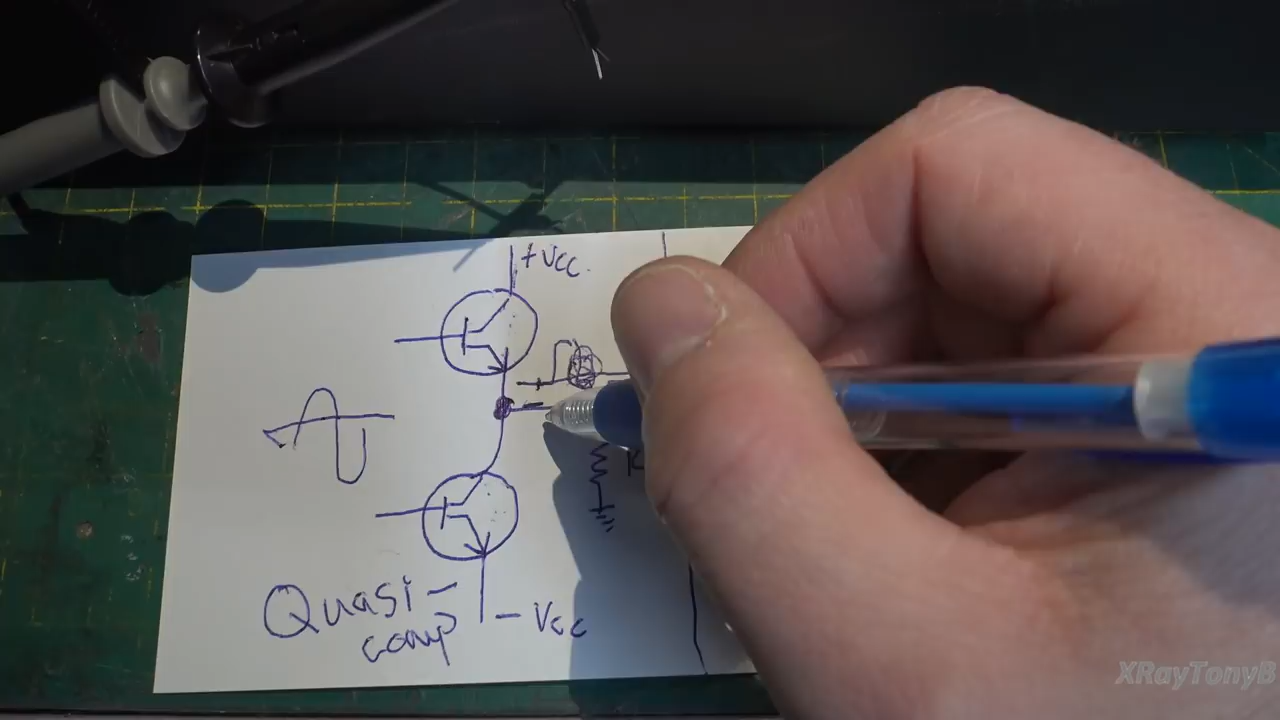 +Vcc.
Quasi-
comp
- Vcc
XRayTonyB